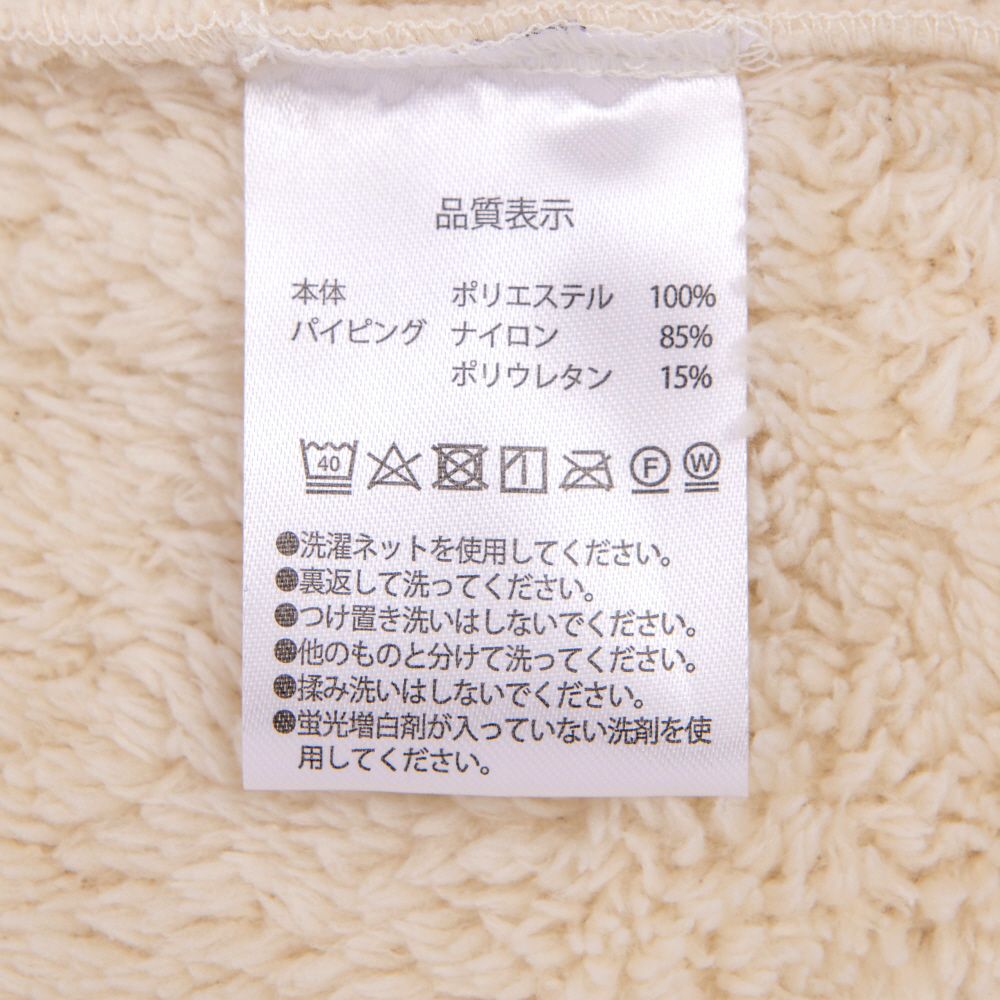 品質表示
本体 ポリエステル 100%
パイピング ナイロン 85%
ポリウレタン 15%
40 F W
●洗濯ネットを使用してください。
●裏返して洗ってください。
●つけ置き洗いはしないでください。
●他のものと分けて洗ってください。
●揉み洗いはしないでください。
●蛍光増白剤が入っていない洗剤を使
用してください。